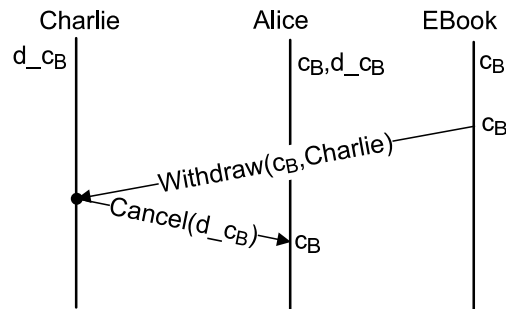 Charlie Alice EBook
d_cB cB,d_cB cB
cB
Withdraw(cB,Charlie)
Cancel(d_cB)
cB